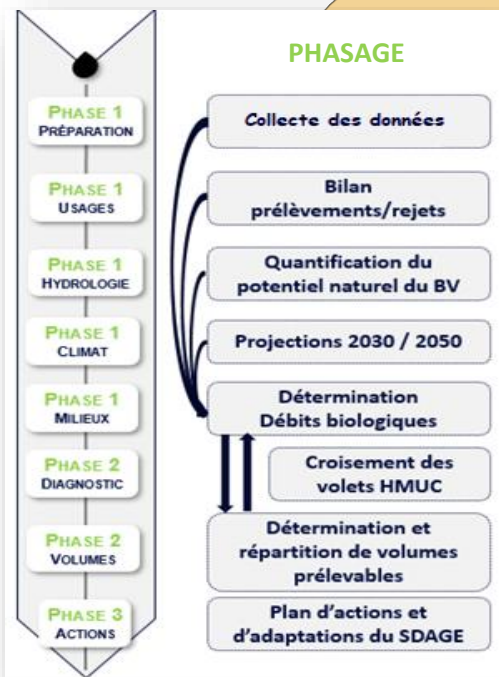 PHASAGE
PHASE 1
PRÉPARATION
Collecte des données
PHASE 1
USAGES
Bilan
prélèvements/rejets
PHASE 1
HYDROLOGIE
Quantification du
potentiel naturel du BV
PHASE 1
CLIMAT
Projections 2030 / 2050
PHASE 1
MILIEUX
Détermination
Débits biologiques
PHASE 2
DIAGNOSTIC
Croisement des
volets HMUC
PHASE 2
VOLUMES
Détermination et
répartition de volumes
prélevables
PHASE 3
ACTIONS
Plan d'actions et
d'adaptations du SDAGE